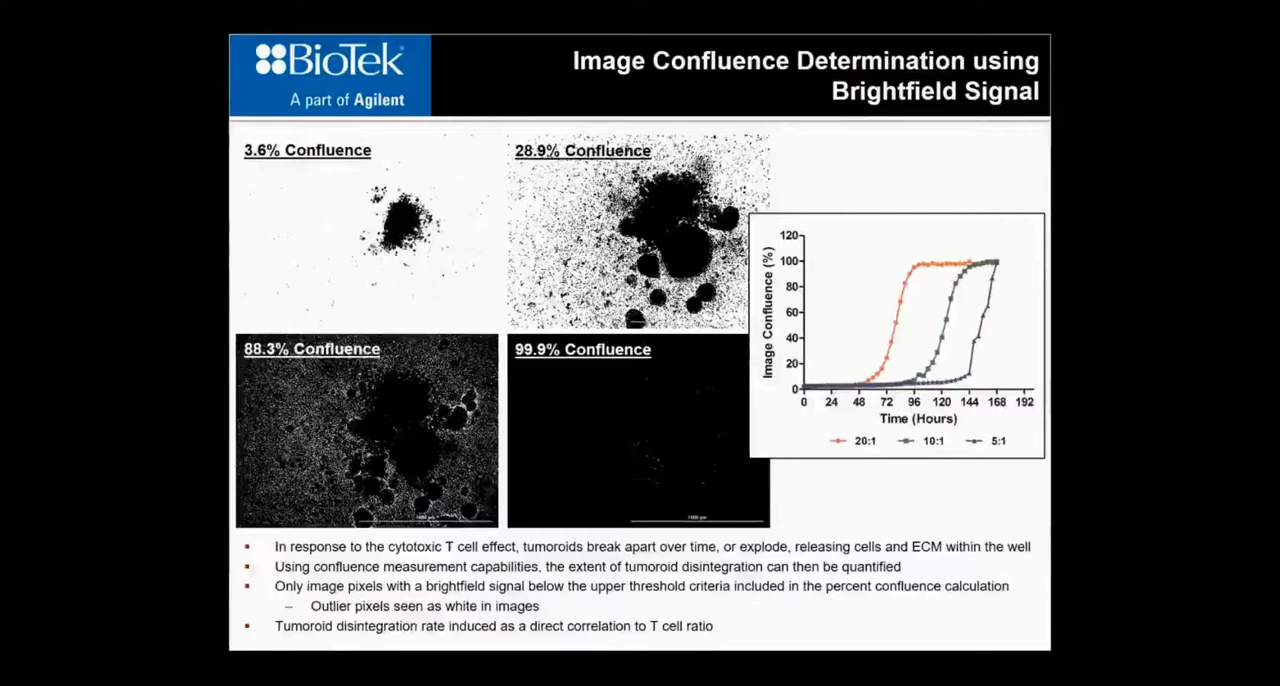 BioTek®
A part of Agilent
Image Confluence Determination using
Brightfield Signal
3.6% Confluence
28.9% Confluence
88.3% Confluence
99.9% Confluence
Image Confluence (%)
120
100
80
60
40
20
0
0 24 48 72 96 120 144 168 192
Time (Hours)
20:1 10:1 5:1
▪ In response to the cytotoxic T cell effect, tumoroids break apart over time, or explode, releasing cells and ECM within the well
▪ Using confluence measurement capabilities, the extent of tumoroid disintegration can then be quantified
▪ Only image pixels with a brightfield signal below the upper threshold criteria included in the percent confluence calculation
– Outlier pixels seen as white in images
▪ Tumoroid disintegration rate induced as a direct correlation to T cell ratio